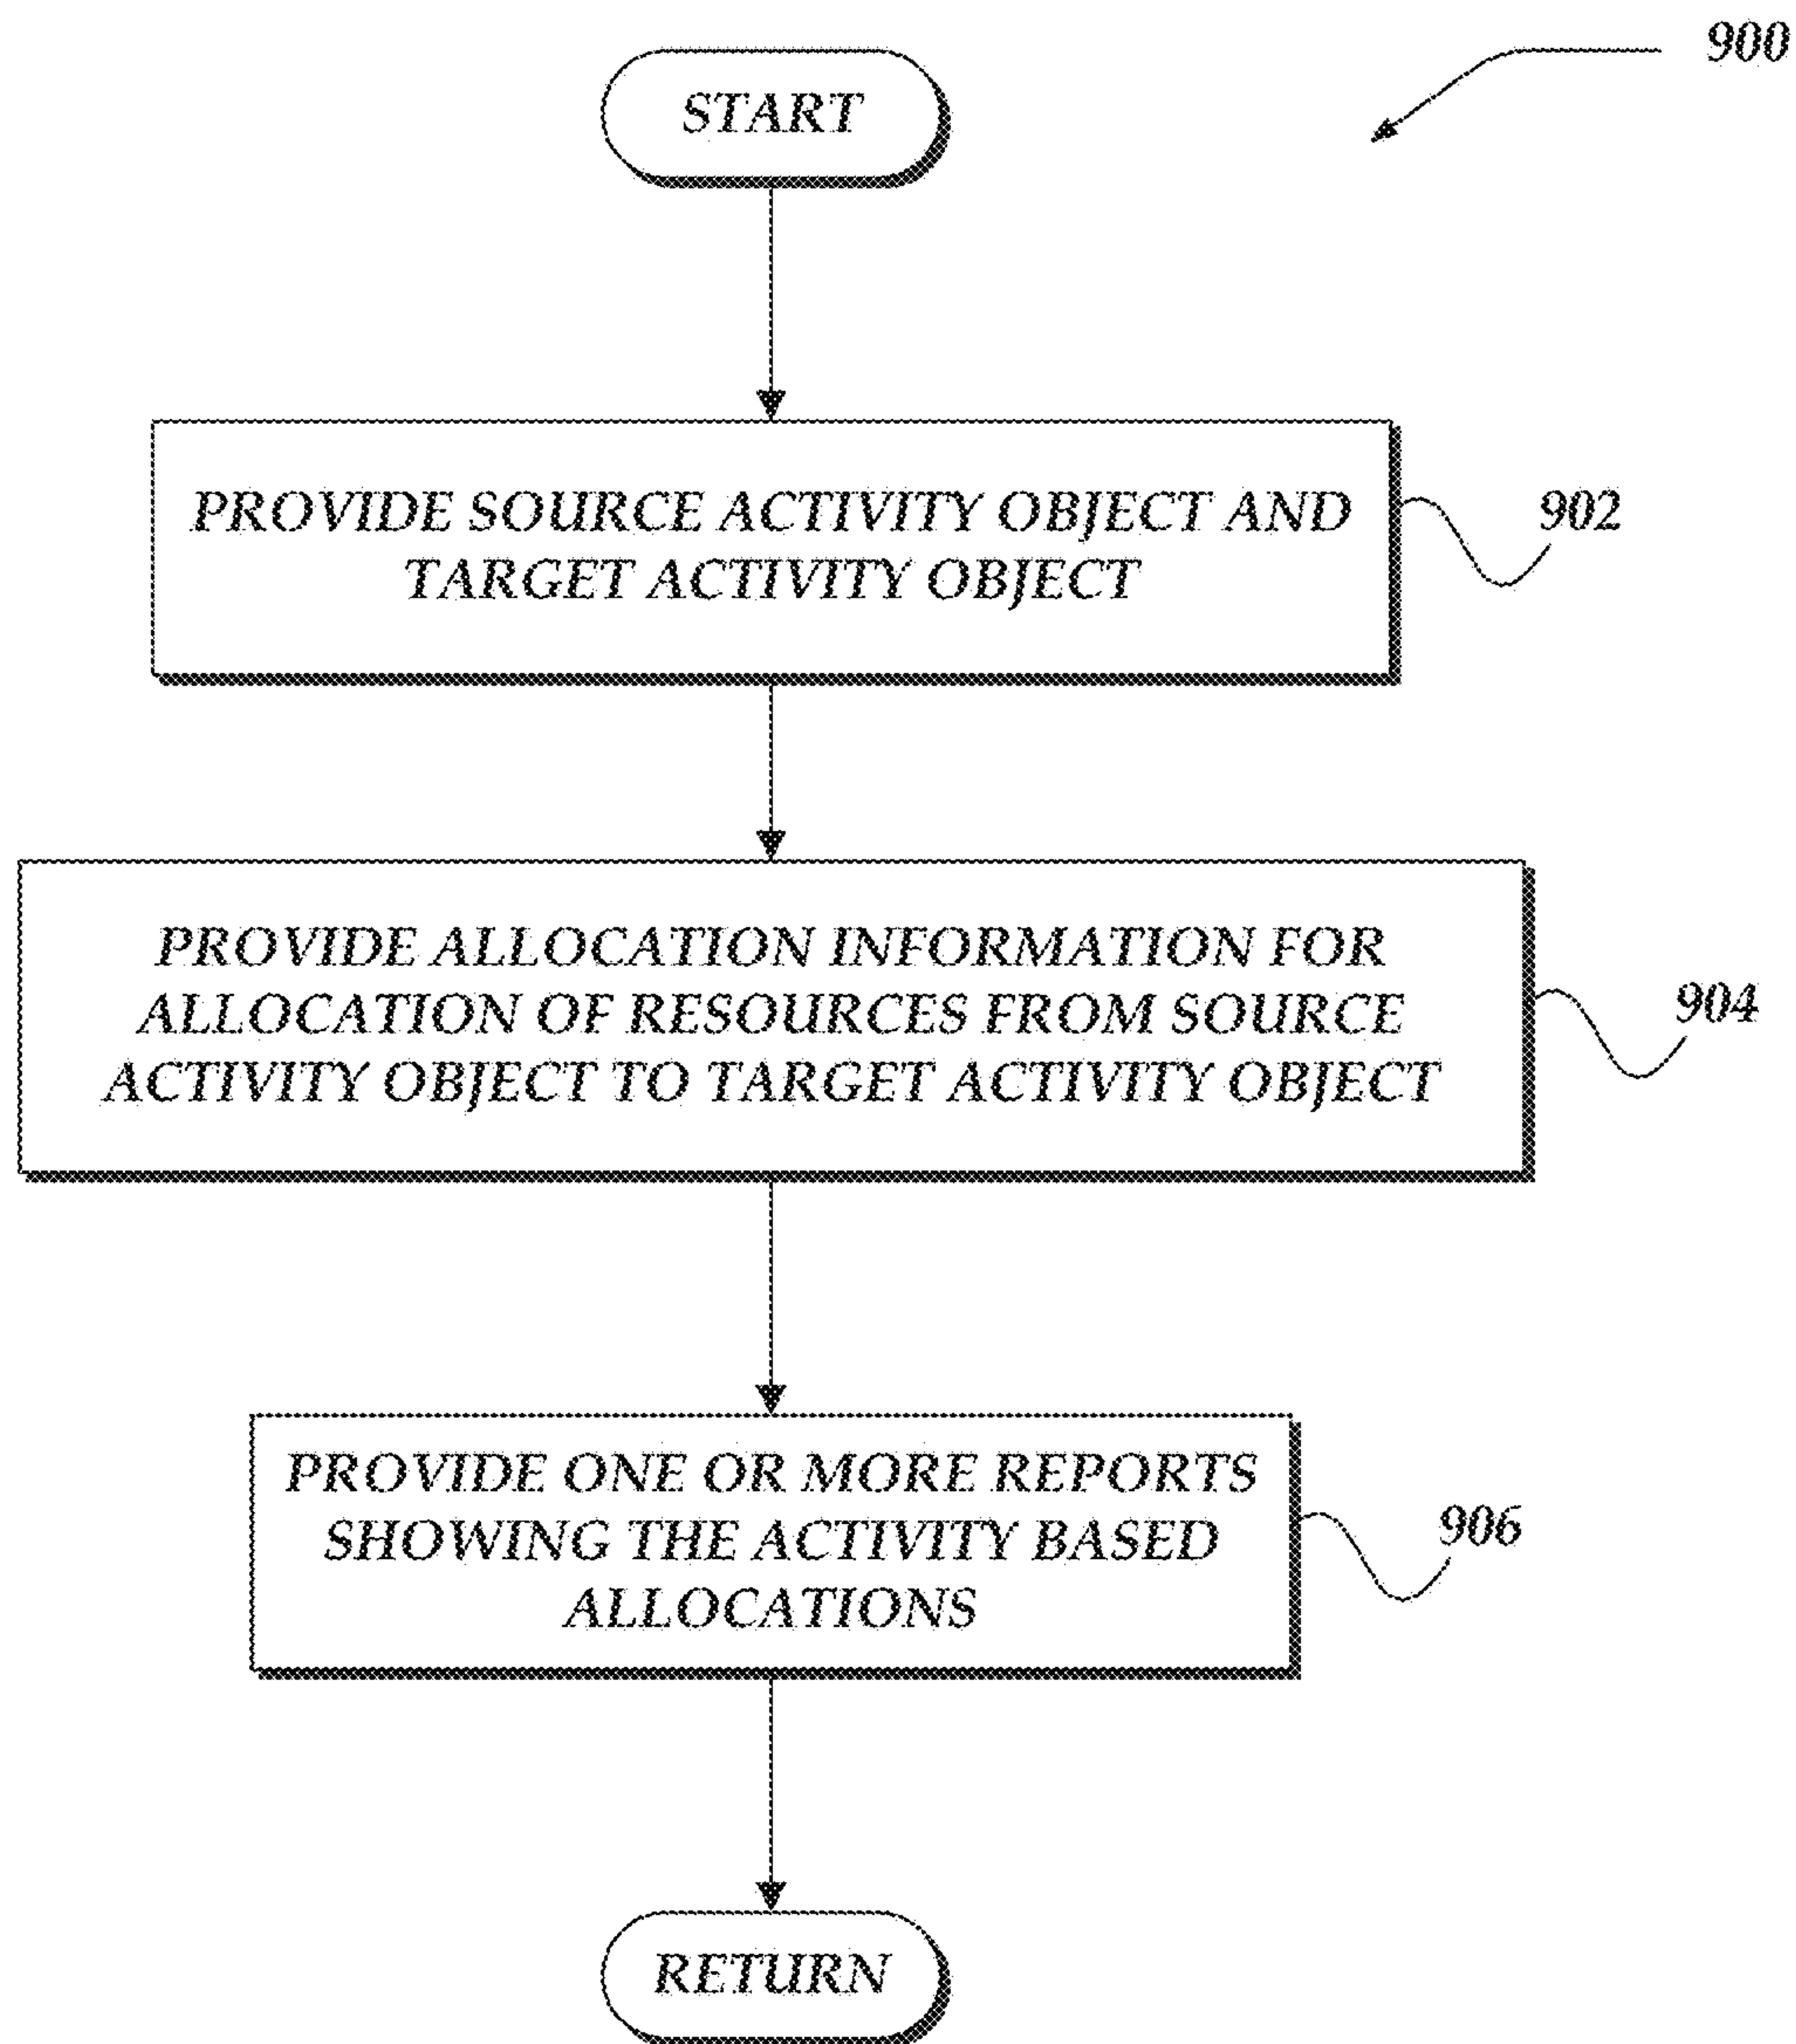 900
START
PROVIDE SOURCE ACTIVITY OBJECT AND
TARGET ACTIVITY OBJECT
902
PROVIDE ALLOCATION INFORMATION FOR
ALLOCATION OF RESOURCES FROM SOURCE
ACTIVITY OBJECT TO TARGET ACTIVITY OBJECT
904
PROVIDE ONE OR MORE REPORTS
SHOWING THE ACTIVITY BASED
ALLOCATIONS
906
RETURN